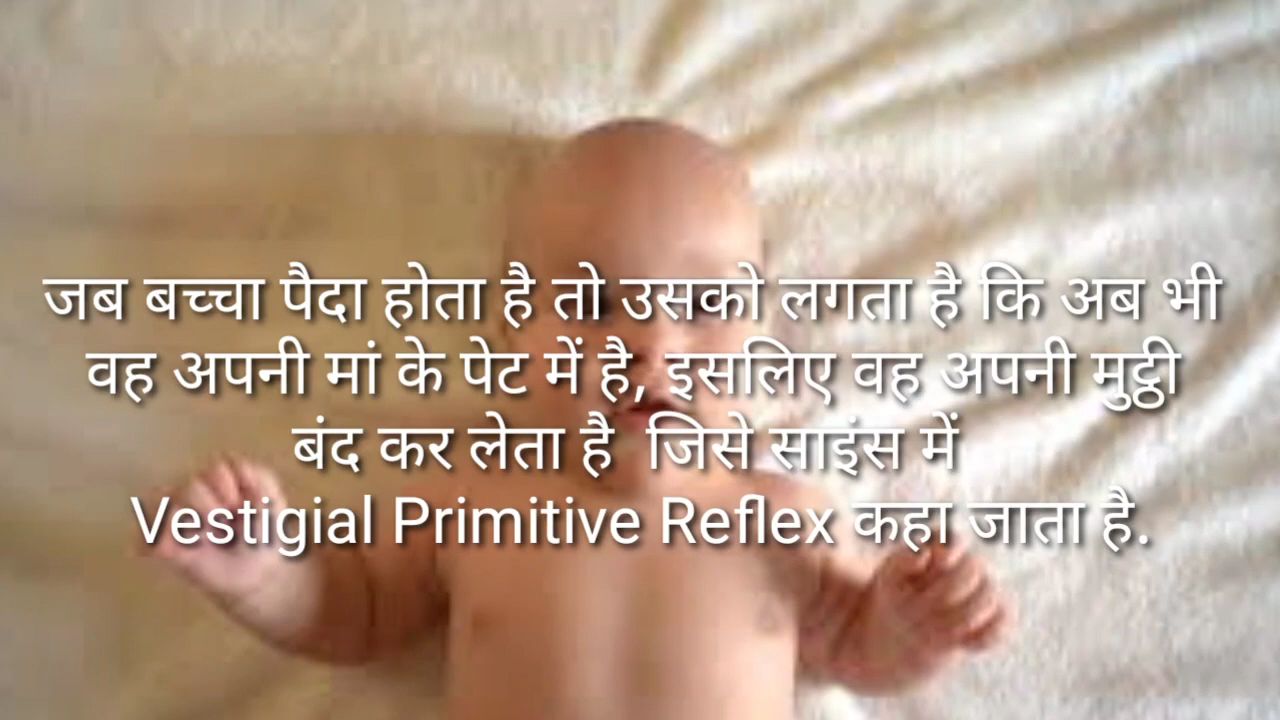 जब बच्चा पैदा होता है तो उसको लगता है कि अब भी
वह अपनी मां के पेट में है, इसलिए वह अपनी मुट्ठी
बंद कर लेता है जिसे साइंस में
Vestigial Primitive Reflex कहा जाता है.